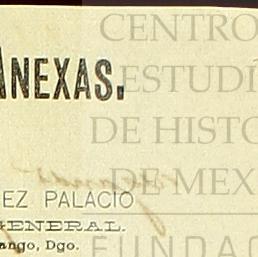 CENTRO
ANEXAS.
ESTUDI
DE HISTO
DE MEX
EZ PALACIO
GENERAL.
ango, Dgo.
FUNDAC